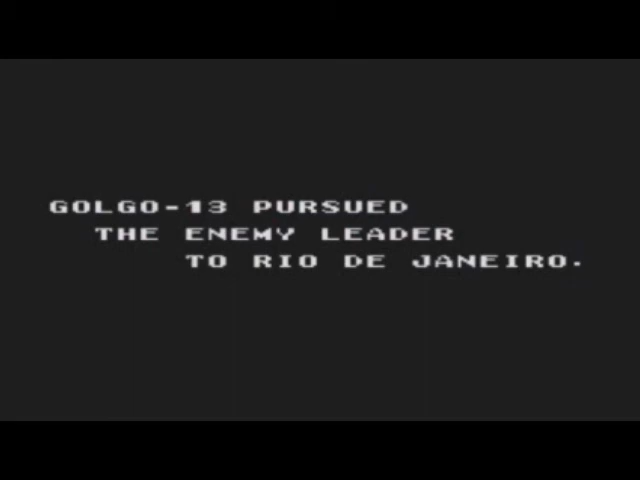 GOLGO-13 PURSUED
THE ENEMY LEADER
TO RIO DE JANEIRO.